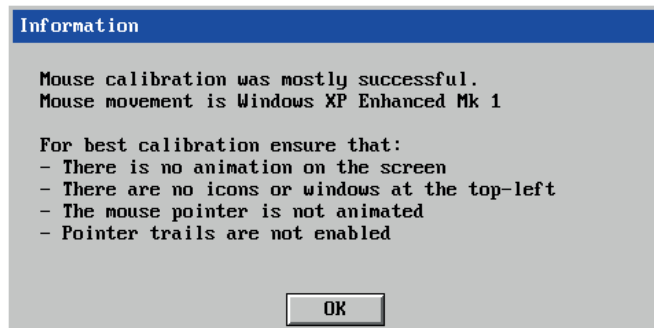 Information
Mouse calibration was mostly successful.
Mouse movement is Windows XP Enhanced Mk 1
For best calibration ensure that:
- There is no animation on the screen
- There are no icons or windows at the top-left
- The mouse pointer is not animated
- Pointer trails are not enabled
OK